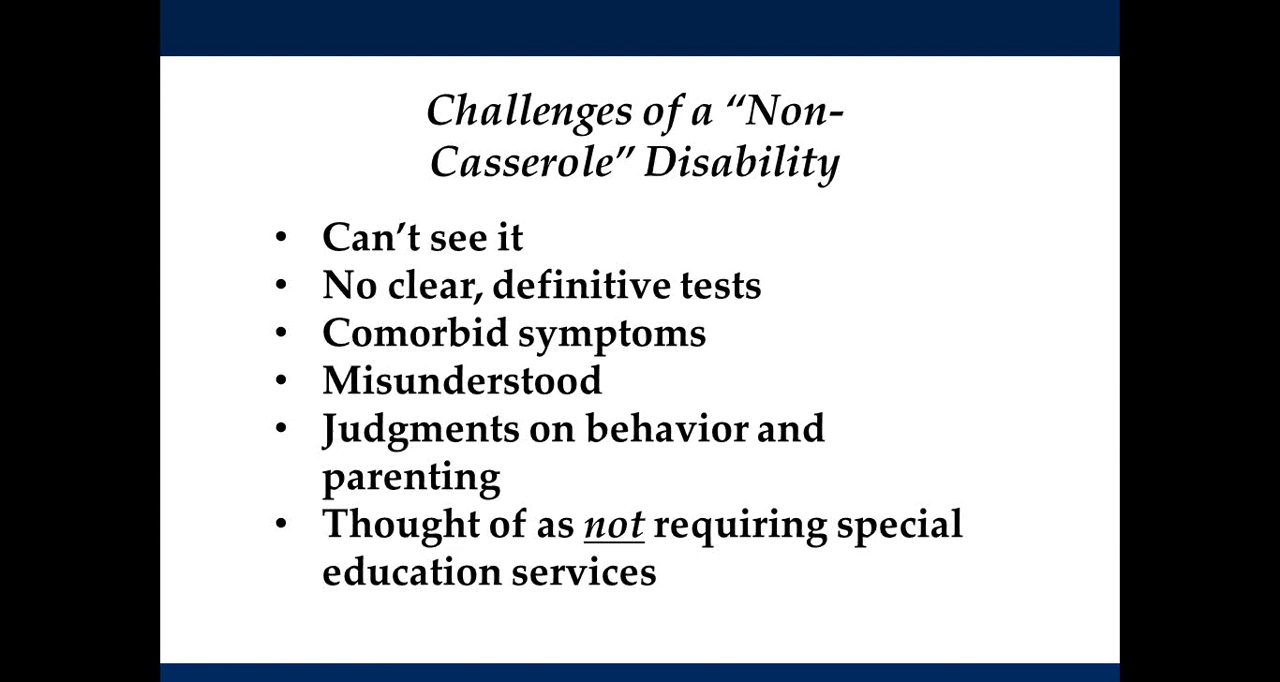 Challenges of a “Non-
Casserole” Disability
• Can’t see it
• No clear, definitive tests
• Comorbid symptoms
• Misunderstood
• Judgments on behavior and
parenting
• Thought of as not requiring special
education services